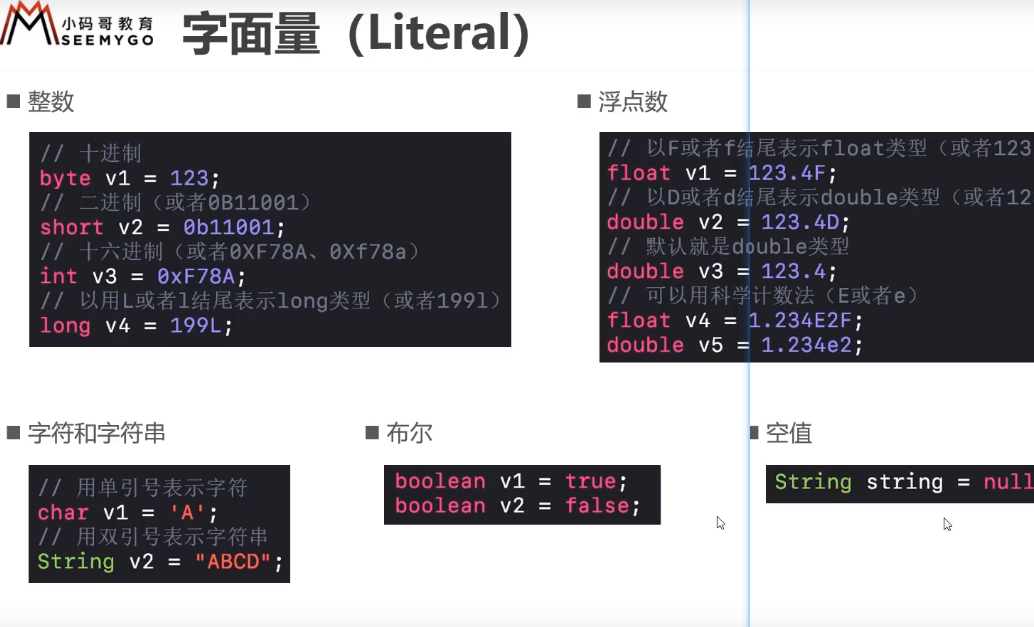 小码哥教育
SEEMYGO
字面量（Literal）
■ 整数
// 十进制
byte v1 = 123;
// 二进制（或者0B11001）
short v2 = 0b11001;
// 十六进制（或者0XF78A、0Xf78a）
int v3 = 0xF78A;
// 以用L或者l结尾表示long类型（或者199l）
long v4 = 199L;
■ 浮点数
// 以F或者f结尾表示float类型（或者123
float v1 = 123.4F;
// 以D或者d结尾表示double类型（或者12
double v2 = 123.4D;
// 默认就是double类型
double v3 = 123.4;
// 可以用科学计数法（E或者e）
float v4 = 1.234E2F;
double v5 = 1.234e2;
■ 字符和字符串
// 用单引号表示字符
char v1 = 'A';
// 用双引号表示字符串
String v2 = "ABCD";
■ 布尔
boolean v1 = true;
boolean v2 = false;
■ 空值
String string = null